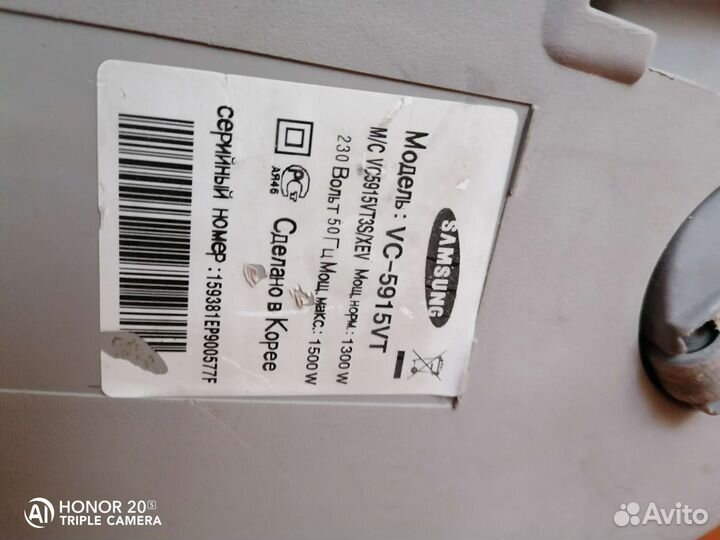 SAMSUNG
Модель: VC-5915VT
M/C VC5915VT3S/XEV Мощ. норм.: 1300 W
230 Вольт 50 Гц Мощ. макс.: 1500 W
АЯ46
Сделано в Корее
серийный номер :159381EP900577F
HONOR 20S
TRIPLE CAMERA
Avito